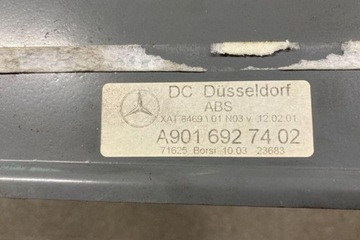 DC Düsseldorf
ABS
XAT 8469 \ 01 N03 v. 12.02.01
A901 692 74 02
71625 Borsi 10.03 23683